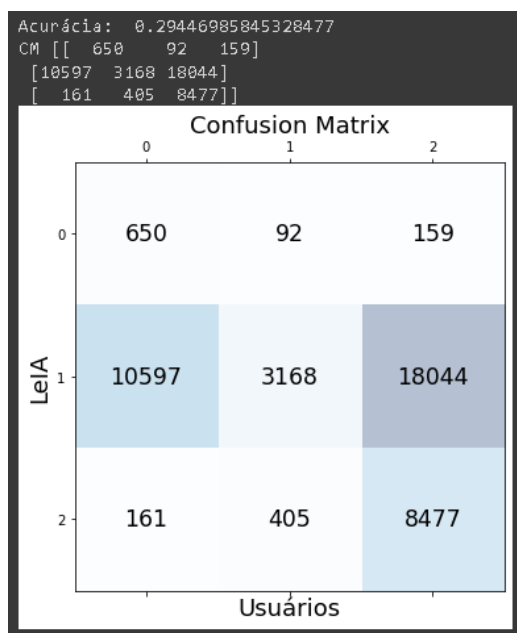 Acurácia:  0.29446985845328477
CM [[  650    92   159]
 [10597  3168 18044]
 [  161   405  8477]]
Confusion Matrix
0 1 2
0 650 92 159
LeIA
1 10597 3168 18044
2 161 405 8477
Usuários